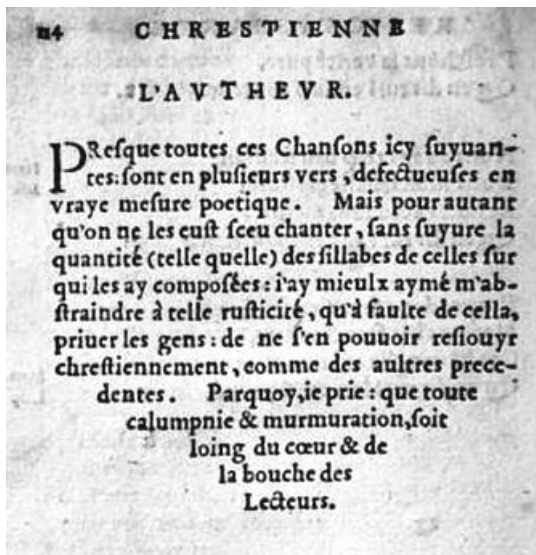 114 CHRESTIENNE
L'AVTHEVR.
PResque toutes ces Chanſons icy ſuyuan-
tes: ſont en pluſieurs vers, defectueuſes en
vraye meſure poetique. Mais pour autant
qu'on ne les euſt ſceu chanter, ſans ſuyure la
quantité (telle quelle) des ſillabes de celles ſur
qui les ay compoſées: i'ay mieulx aymé m'ab-
ſtraindre à telle ruſticité, qu'à faulte de cella,
priuer les gens: de ne ſ'en pouuoir reſiouyr
chreſtiennement, comme des aultres prece-
dentes. Parquoy, ie prie: que toute
calumpnie & murmuration, ſoit
loing du cœur & de
la bouche des
Lecteurs.